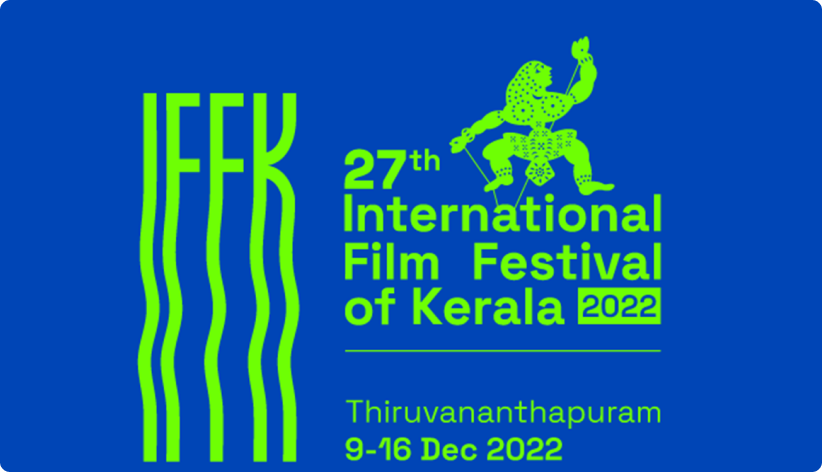 IFFK
27th
International
Film Festival
of Kerala 2022
Thiruvananthapuram
9-16 Dec 2022